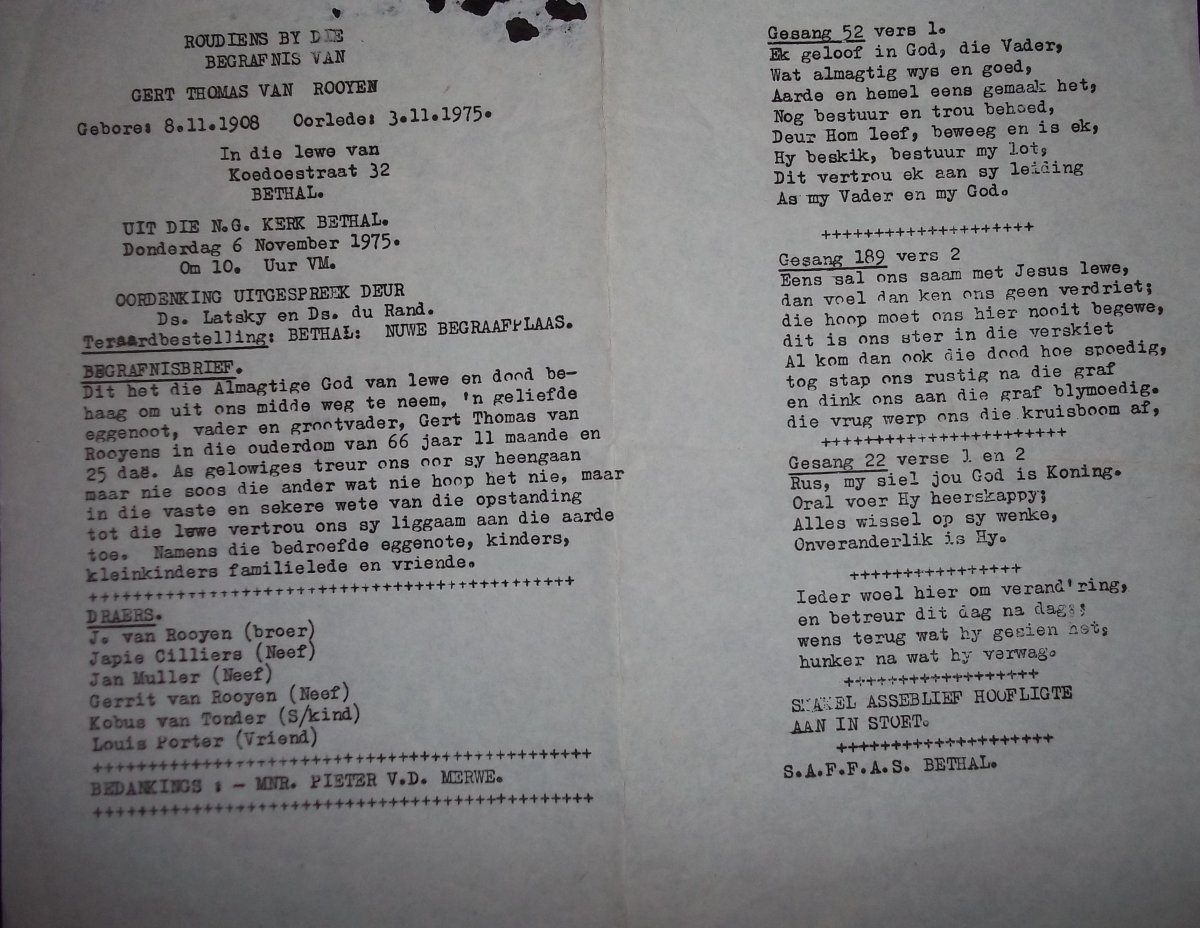 ROUDIENS BY DIE
BEGRAFNIS VAN
GERT THOMAS VAN ROOYEN
Gebore: 8.11.1908 Oorlede: 3.11.1975.
In die lewe van
Koedoestraat 32
BETHAL.
UIT DIE N.G. KERK BETHAL.
Donderdag 6 November 1975.
Om 10. Uur VM.
OORDENKING UITGESPREEK DEUR
Ds. Latsky en Ds. du Rand.
Teraardbestelling: BETHAL: NUWE BEGRAAFPLAAS.
BEGRAFNISBRIEF.
Dit het die Almagtige God van lewe en dood be-
haag om uit ons midde weg te neem, 'n geliefde
eggenoot, vader en grootvader, Gert Thomas van
Rooyens in die ouderdom van 66 jaar 11 maande en
25 daë. As gelowiges treur ons oor sy heengaan
maar nie soos die ander wat nie hoop het nie, maar
in die vaste en sekere wete van die opstanding
tot die lewe vertrou ons sy liggaam aan die aarde
toe. Namens die bedroefde eggenote, kinders,
kleinkinders familielede en vriende.
+++++++++++++++++++++++++++++++++++++++++++
DRAERS.
J. van Rooyen (broer)
Japie Cilliers (Neef)
Jan Muller (Neef)
Gerrit van Rooyen (Neef)
Kobus van Tonder (S/kind)
Louis Porter (Vriend)
++++++++++++++++++++++++++++++++++++++++++++
BEDANKINGS : - MNR. PIETER V.D. MERWE.
++++++++++++++++++++++++++++++++++++++++++++
Gesang 52 vers 1.
Ek geloof in God, die Vader,
Wat almagtig wys en goed,
Aarde en hemel eens gemaak het,
Nog bestuur en trou behoed,
Deur Hom leef, beweeg en is ek,
Hy beskik, bestuur my lot,
Dit vertrou ek aan sy leiding
As my Vader en my God.
+++++++++++++++++++
Gesang 189 vers 2
Eens sal ons saam met Jesus lewe,
dan voel dan ken ons geen verdriet;
die hoop moet ons hier nooit begewe,
dit is ons ster in die verskiet
Al kom dan ook die dood hoe spoedig,
tog stap ons rustig na die graf
en dink ons aan die graf blymoedig.
die vrug werp ons die kruisboom af,
++++++++++++++++++++++
Gesang 22 verse 1 en 2
Rus, my siel jou God is Koning.
Oral voer Hy heerskappy;
Alles wissel op sy wenke,
Onveranderlik is Hy.
++++++++++++++++
Ieder woel hier om verand'ring,
en betreur dit dag na dag;
wens terug wat hy gesien het,
hunker na wat hy verwag.
++++++++++++++++++
SKAKEL ASSEBLIEF HOOFLIGTE
AAN IN STOET.
++++++++++++++++++++
S.A.F.F.A.S. BETHAL.